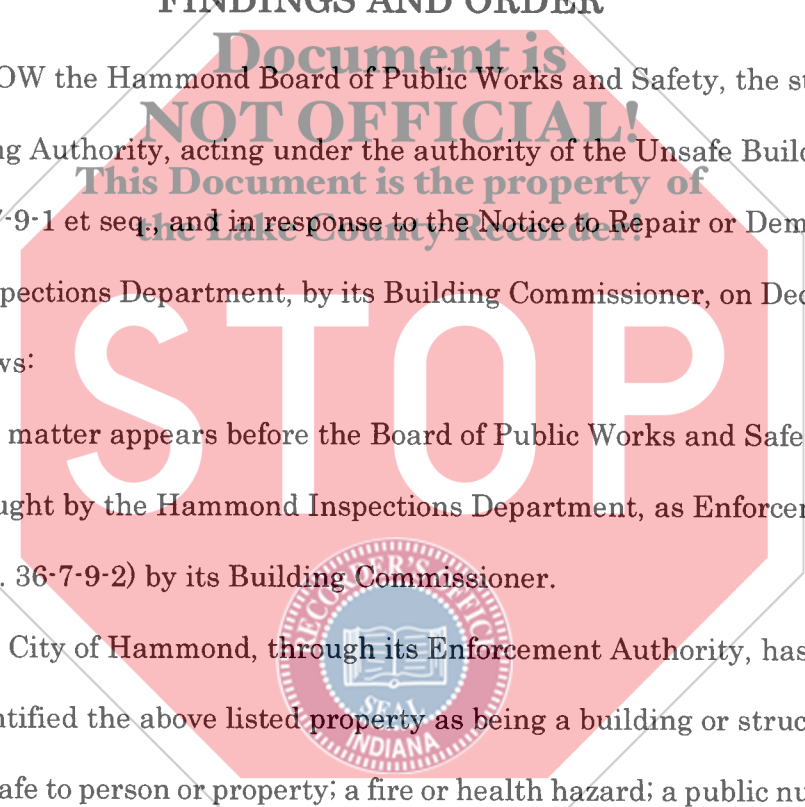 FINDINGS AND ORDER
Document is
OW the Hammond Board of Public Works and Safety, the
NOT OFFICIAL!
ng Authority, acting under the authority of the Unsafe Buil
This Document is the property of
-9-1 et seq., and in response to the Notice to Repair or Dem
the Lake County Recorder!
pections Department, by its Building Commissioner, on Dec
ws:
STOP
matter appears before the Board of Public Works and Safe
ught by the Hammond Inspections Department, as Enforcer
. 36-7-9-2) by its Building Commissioner.
RECORDER'S OFFICE
City of Hammond, through its Enforcement Authority, has
SEAL
ntified the above listed property as being a building or struc
INDIANA
afe to person or property; a fire or health hazard; a public nu